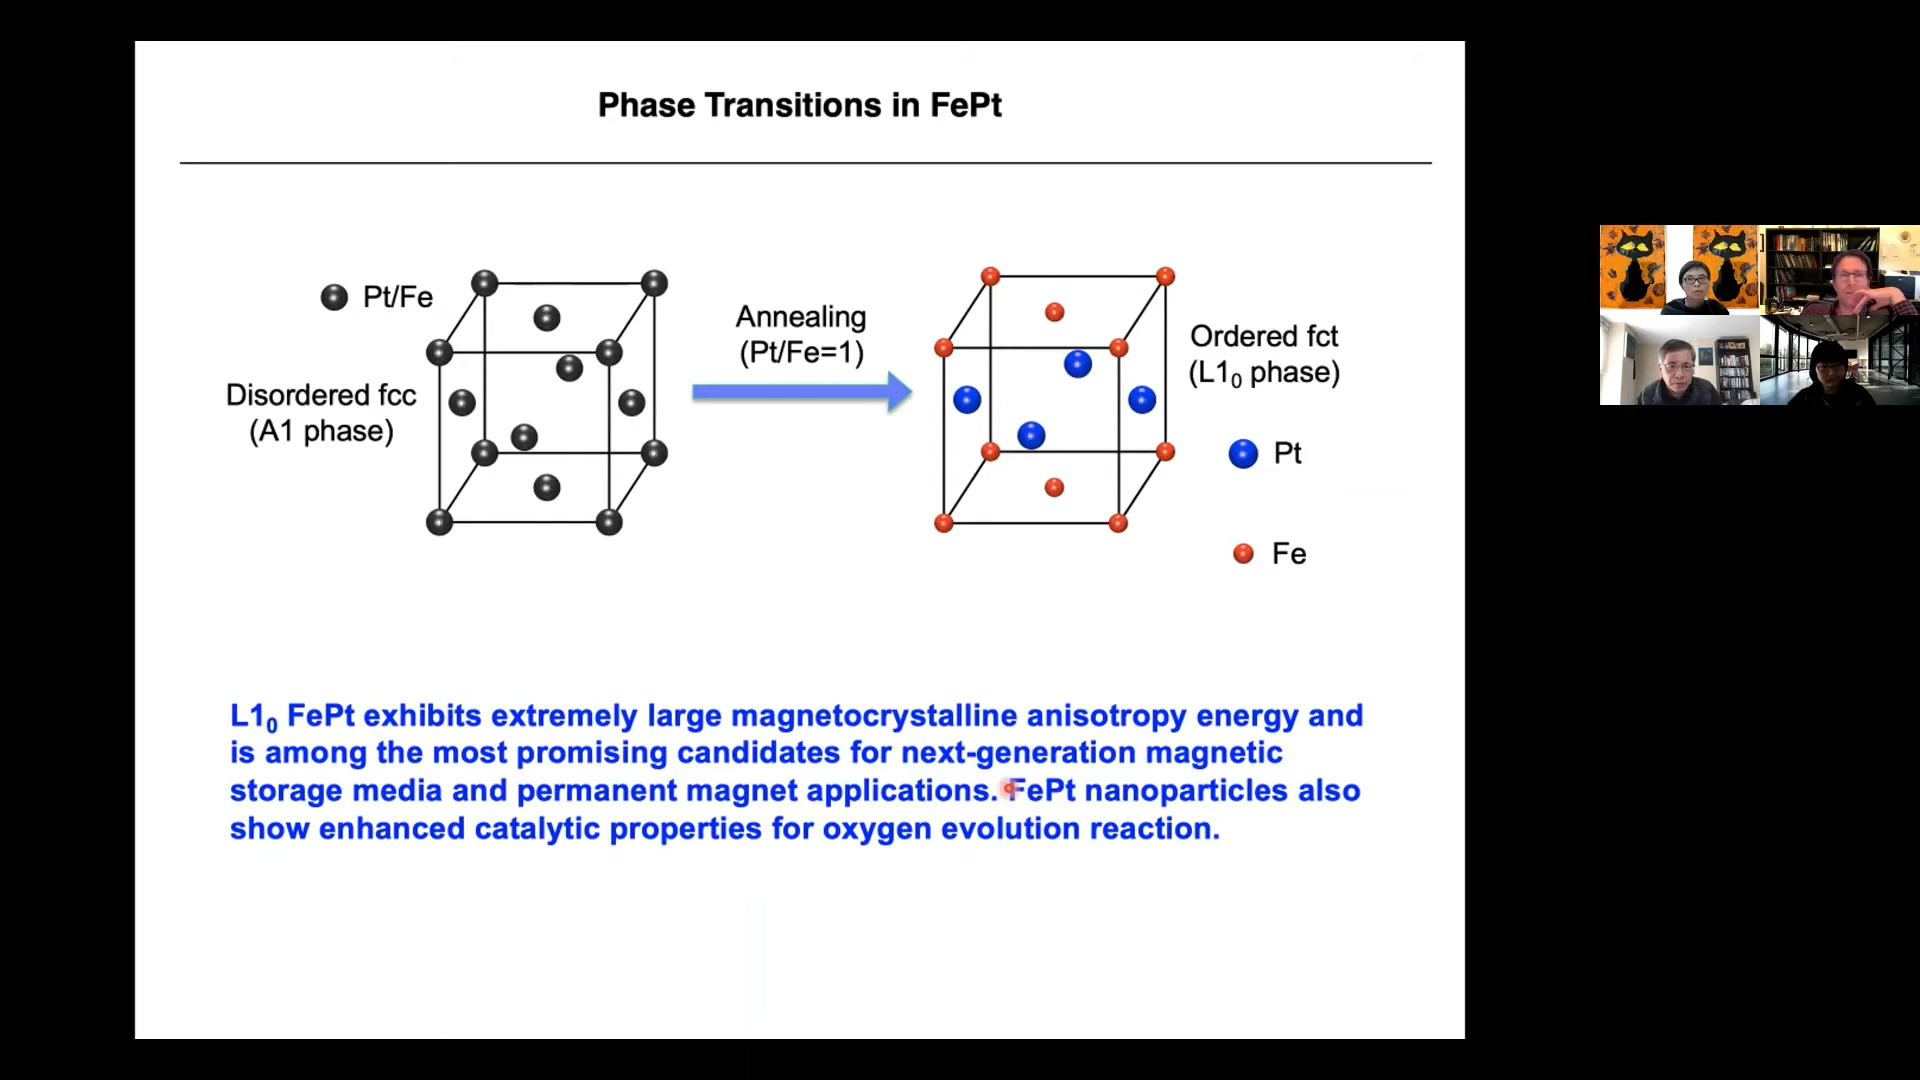 Phase Transitions in FePt
Pt/Fe
Disordered fcc
(A1 phase)
Annealing
(Pt/Fe=1)
Ordered fct
(L1₀ phase)
Pt
Fe
L1₀ FePt exhibits extremely large magnetocrystalline anisotropy energy and
is among the most promising candidates for next-generation magnetic
storage media and permanent magnet applications. FePt nanoparticles also
show enhanced catalytic properties for oxygen evolution reaction.